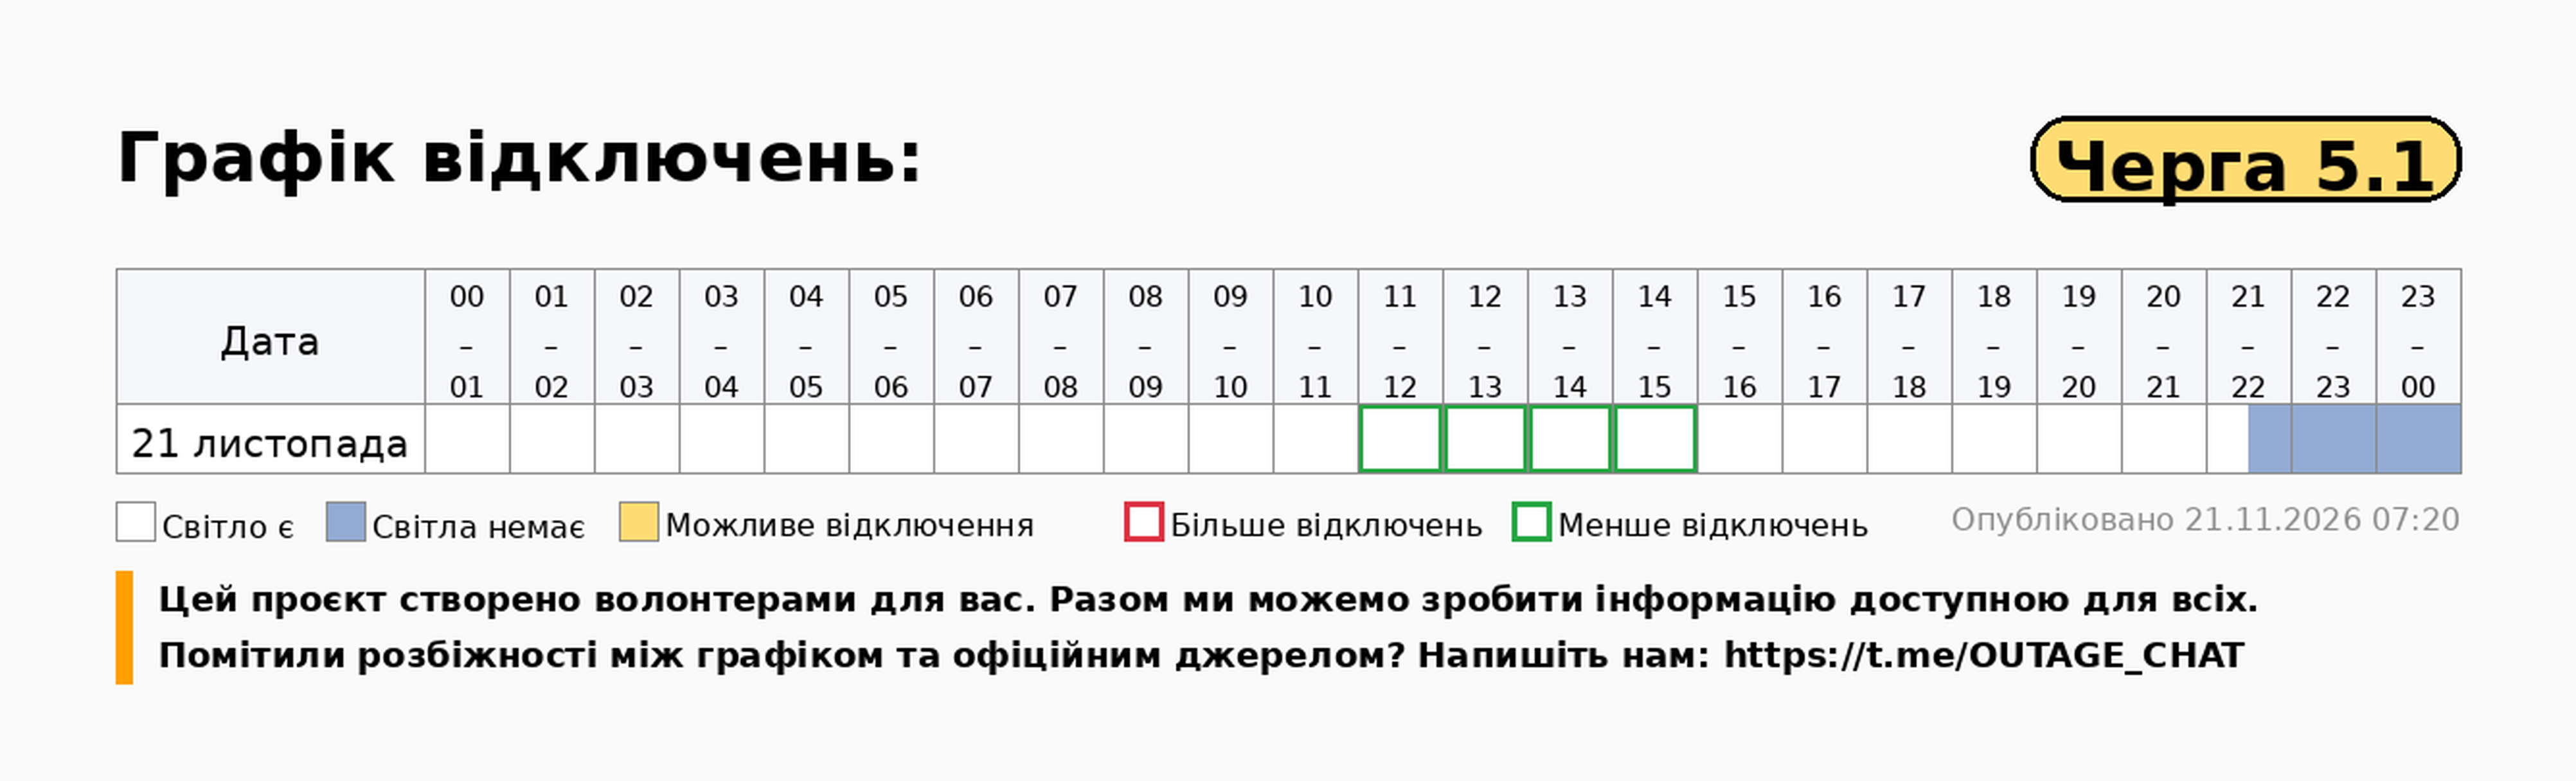 Графік відключень:
Черга 5.1
Дата
00 – 01
01 – 02
02 – 03
03 – 04
04 – 05
05 – 06
06 – 07
07 – 08
08 – 09
09 – 10
10 – 11
11 – 12
12 – 13
13 – 14
14 – 15
15 – 16
16 – 17
17 – 18
18 – 19
19 – 20
20 – 21
21 – 22
22 – 23
23 – 00
21 листопада
Світло є
Світла немає
Можливе відключення
Більше відключень
Менше відключень
Опубліковано 21.11.2026 07:20
Цей проєкт створено волонтерами для вас. Разом ми можемо зробити інформацію доступною для всіх.
Помітили розбіжності між графіком та офіційним джерелом? Напишіть нам: https://t.me/OUTAGE_CHAT